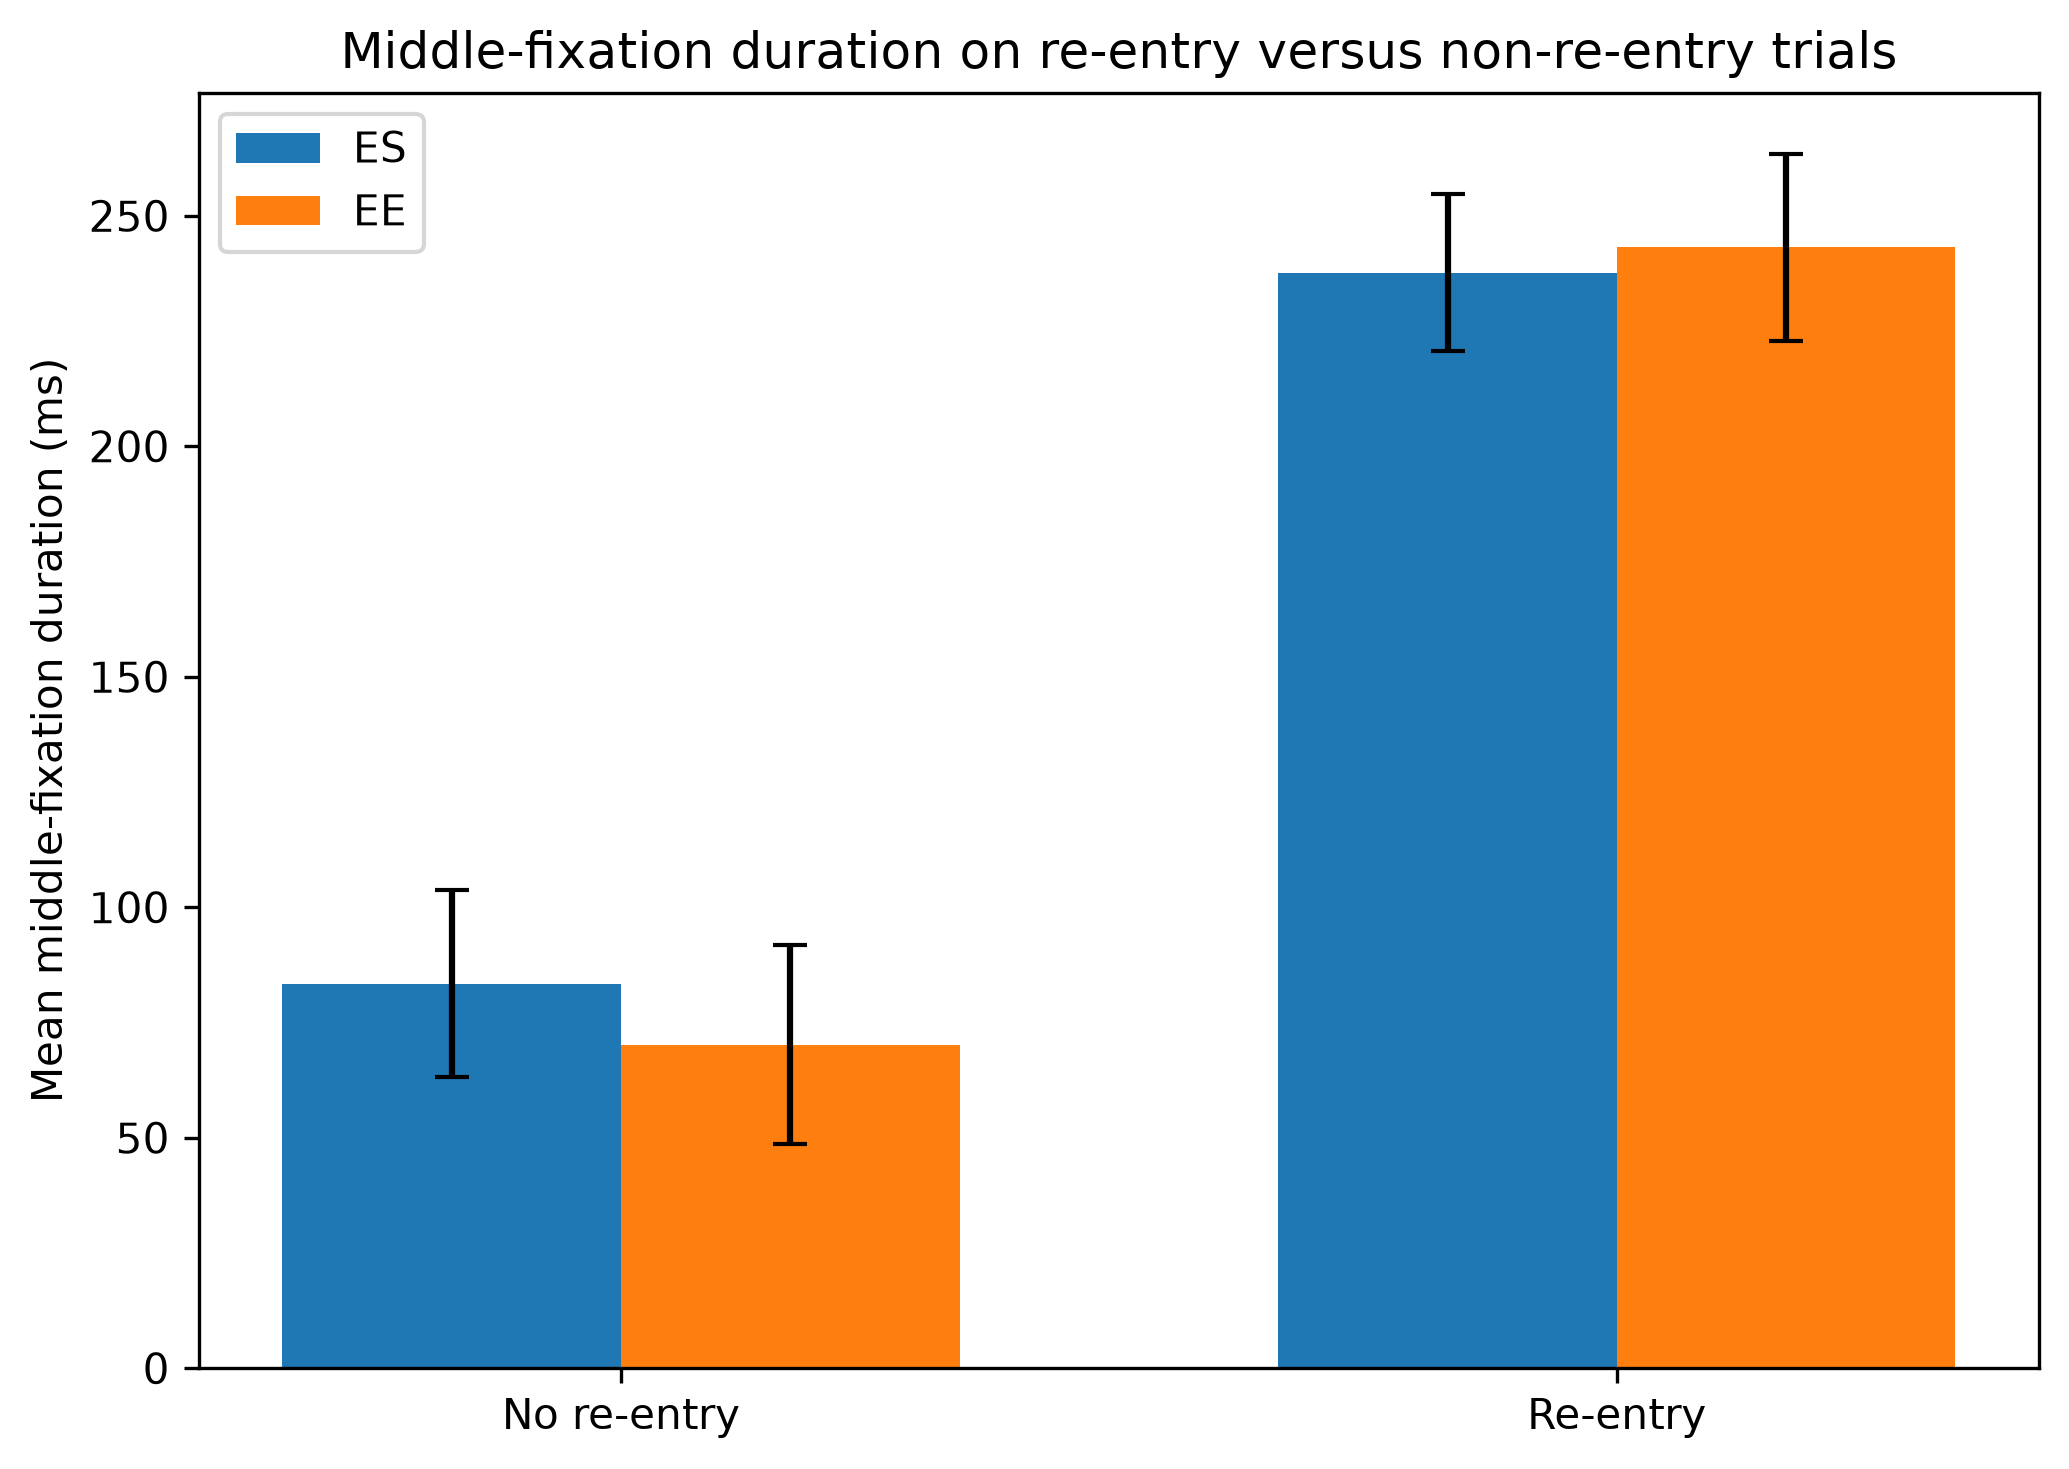 Middle-fixation duration on re-entry versus non-re-entry trials
ES
EE
Mean middle-fixation duration (ms)
250
200
150
100
50
0
No re-entry
Re-entry